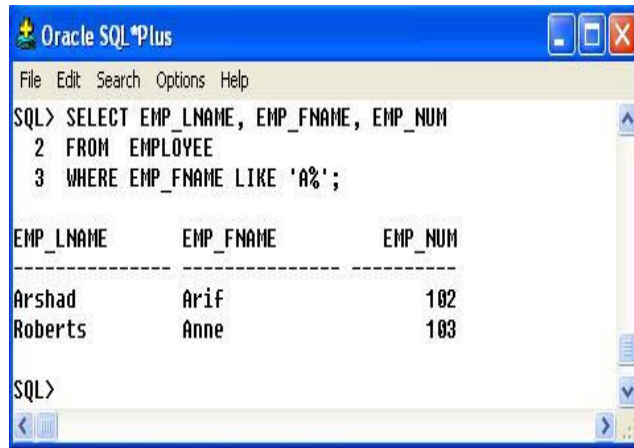 Oracle SQL*Plus
File Edit Search Options Help
SQL> SELECT EMP_LNAME, EMP_FNAME, EMP_NUM
2 FROM EMPLOYEE
3 WHERE EMP_FNAME LIKE 'A%';
EMP_LNAME EMP_FNAME EMP_NUM
--------------- --------------- ----------
Arshad Arif 102
Roberts Anne 103
SQL>